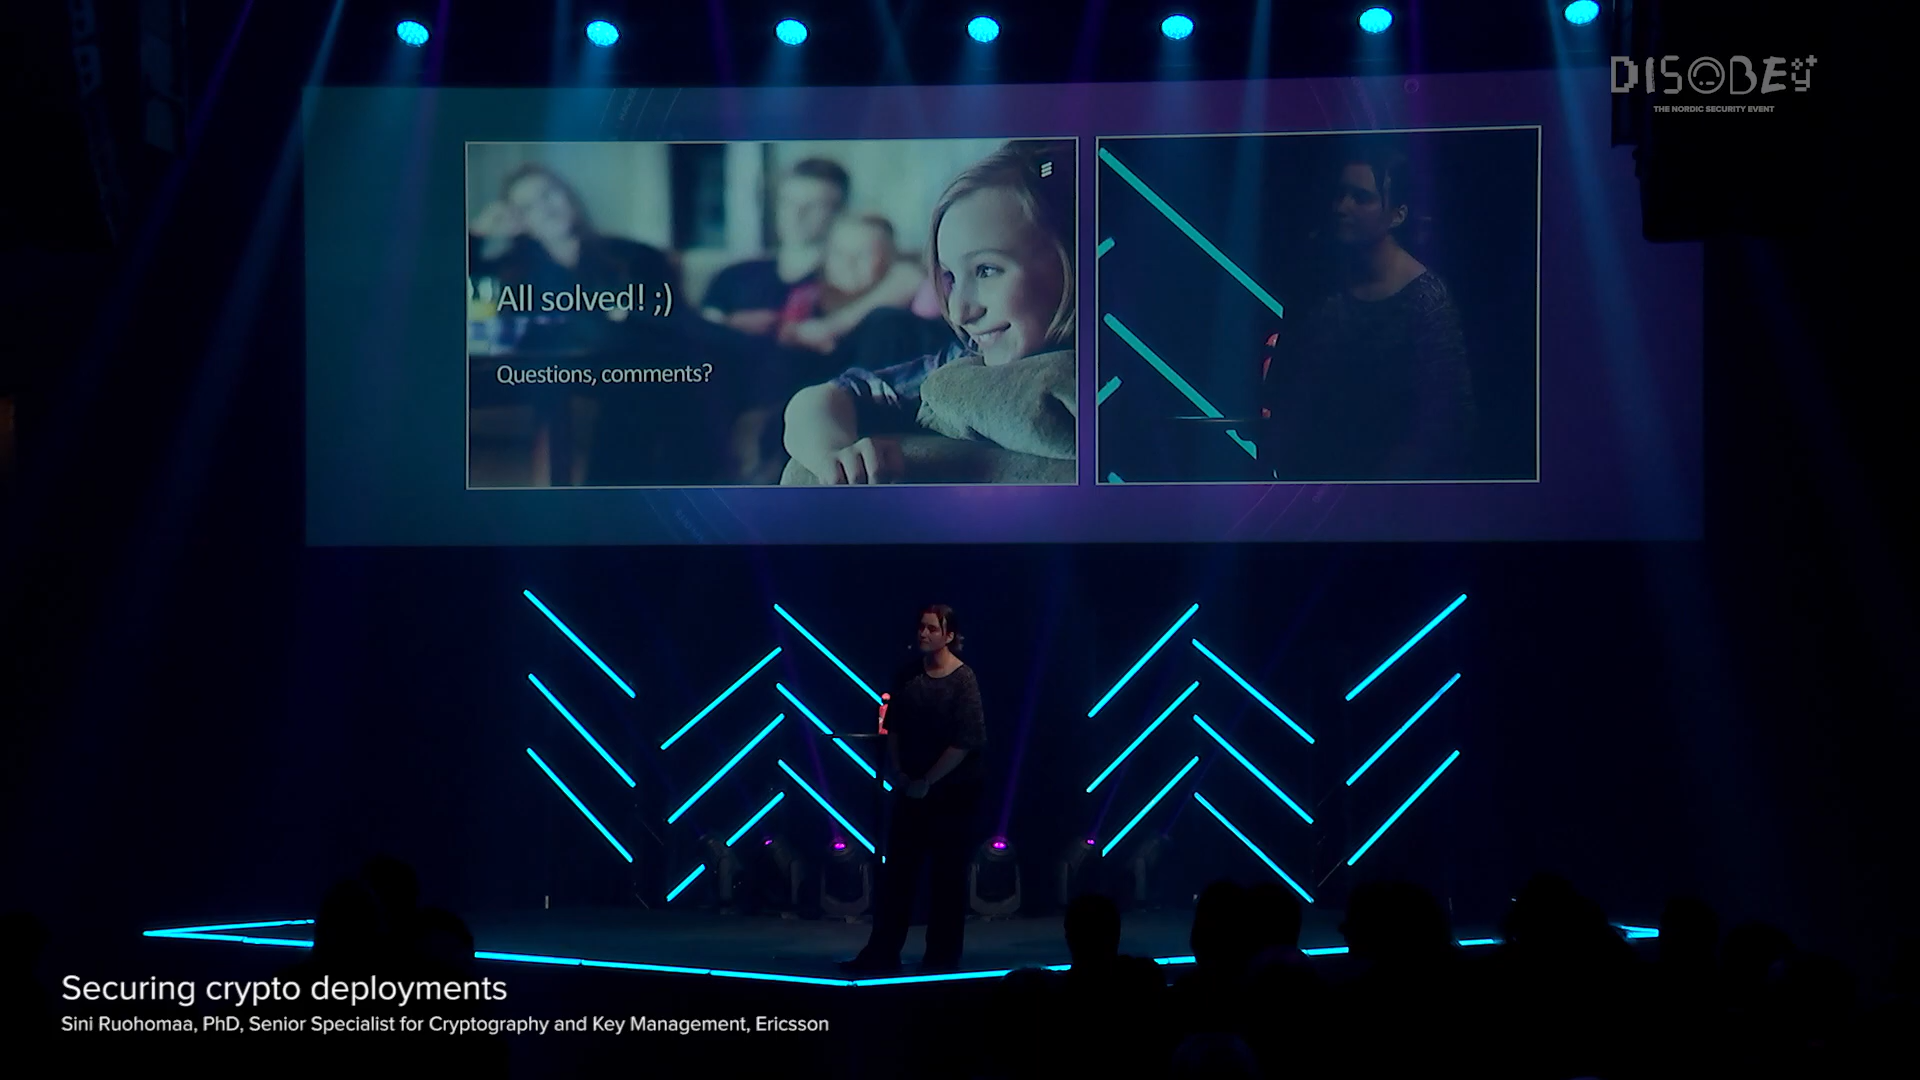 DISOBEY
THE NORDIC SECURITY EVENT
All solved! ;)
Questions, comments?
Securing crypto deployments
Sini Ruohomaa, PhD, Senior Specialist for Cryptography and Key Management, Ericsson